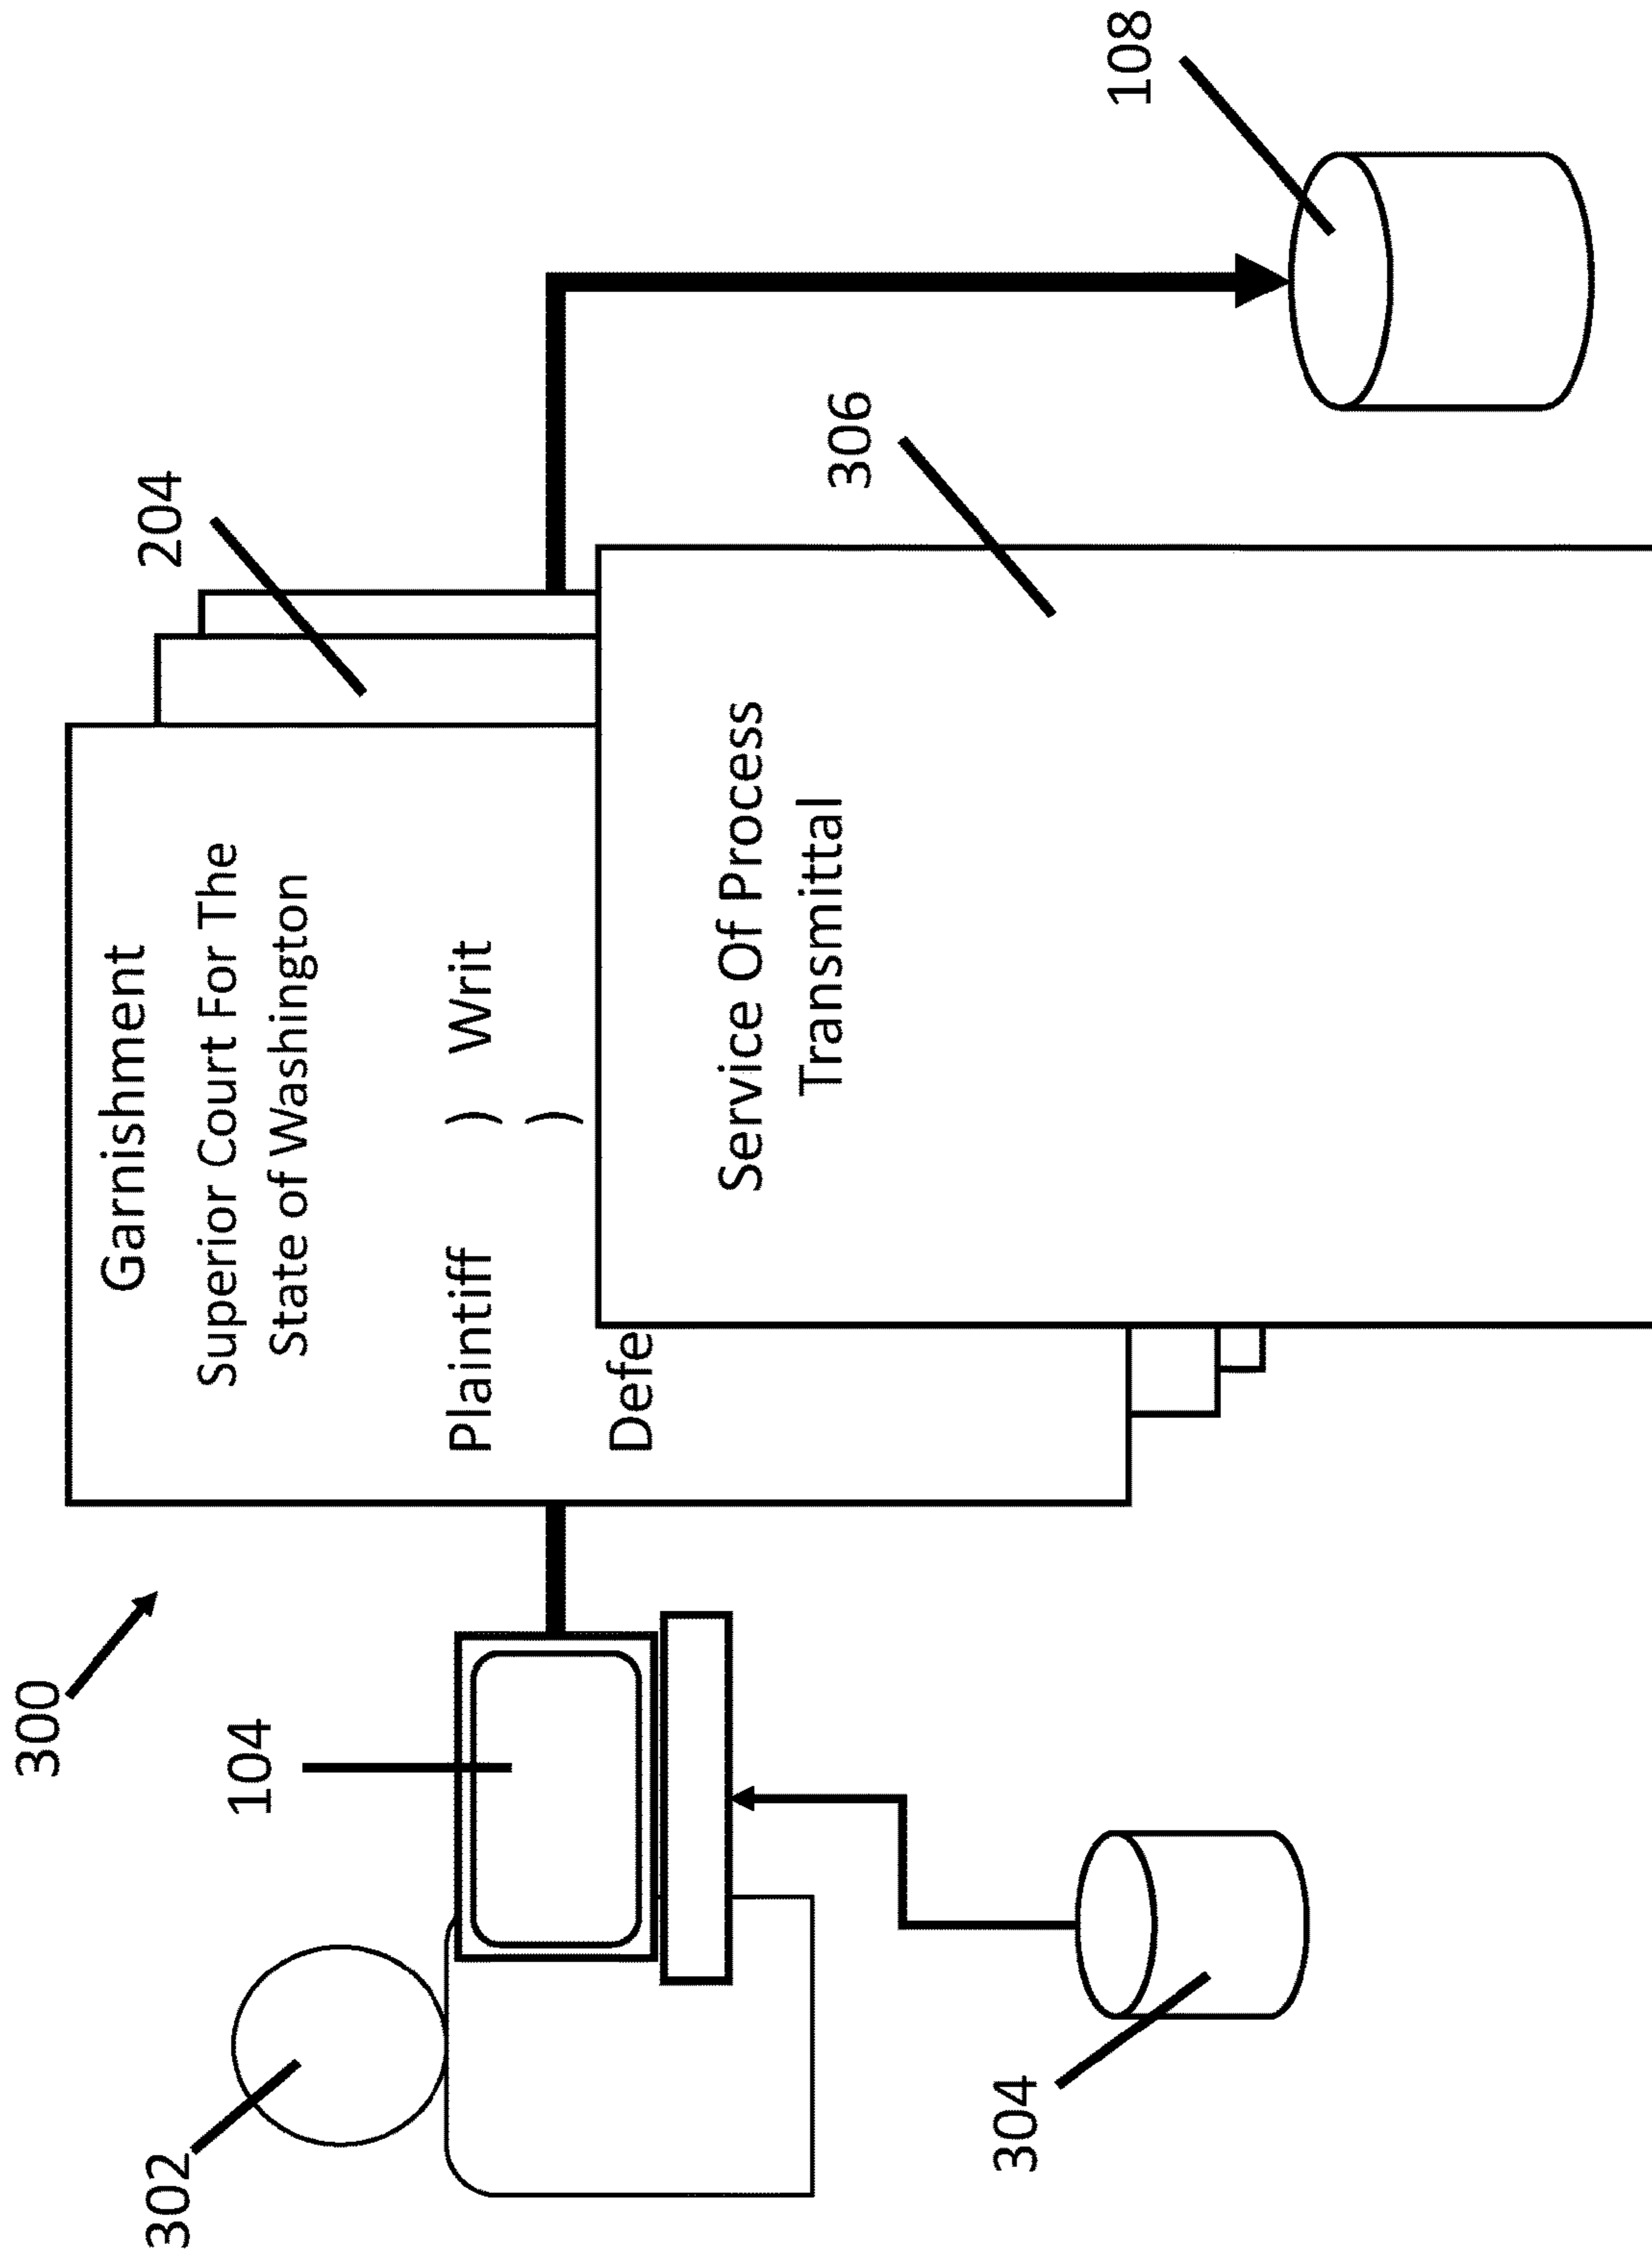 300
302
104
304
204
Garnishment
Superior Court For The
State of Washington
Plaintiff ) Writ
)
Defe
Service Of Process
Transmittal
306
108